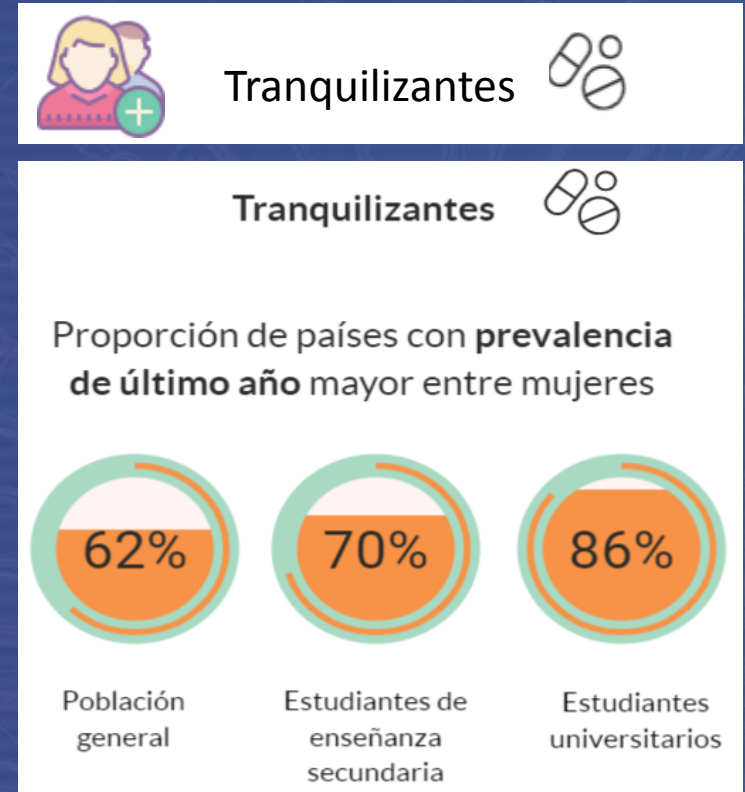 Tranquilizantes
Tranquilizantes
Proporción de países con prevalencia
de último año mayor entre mujeres
62%
70%
86%
Población
general
Estudiantes de
enseñanza
secundaria
Estudiantes
universitarios